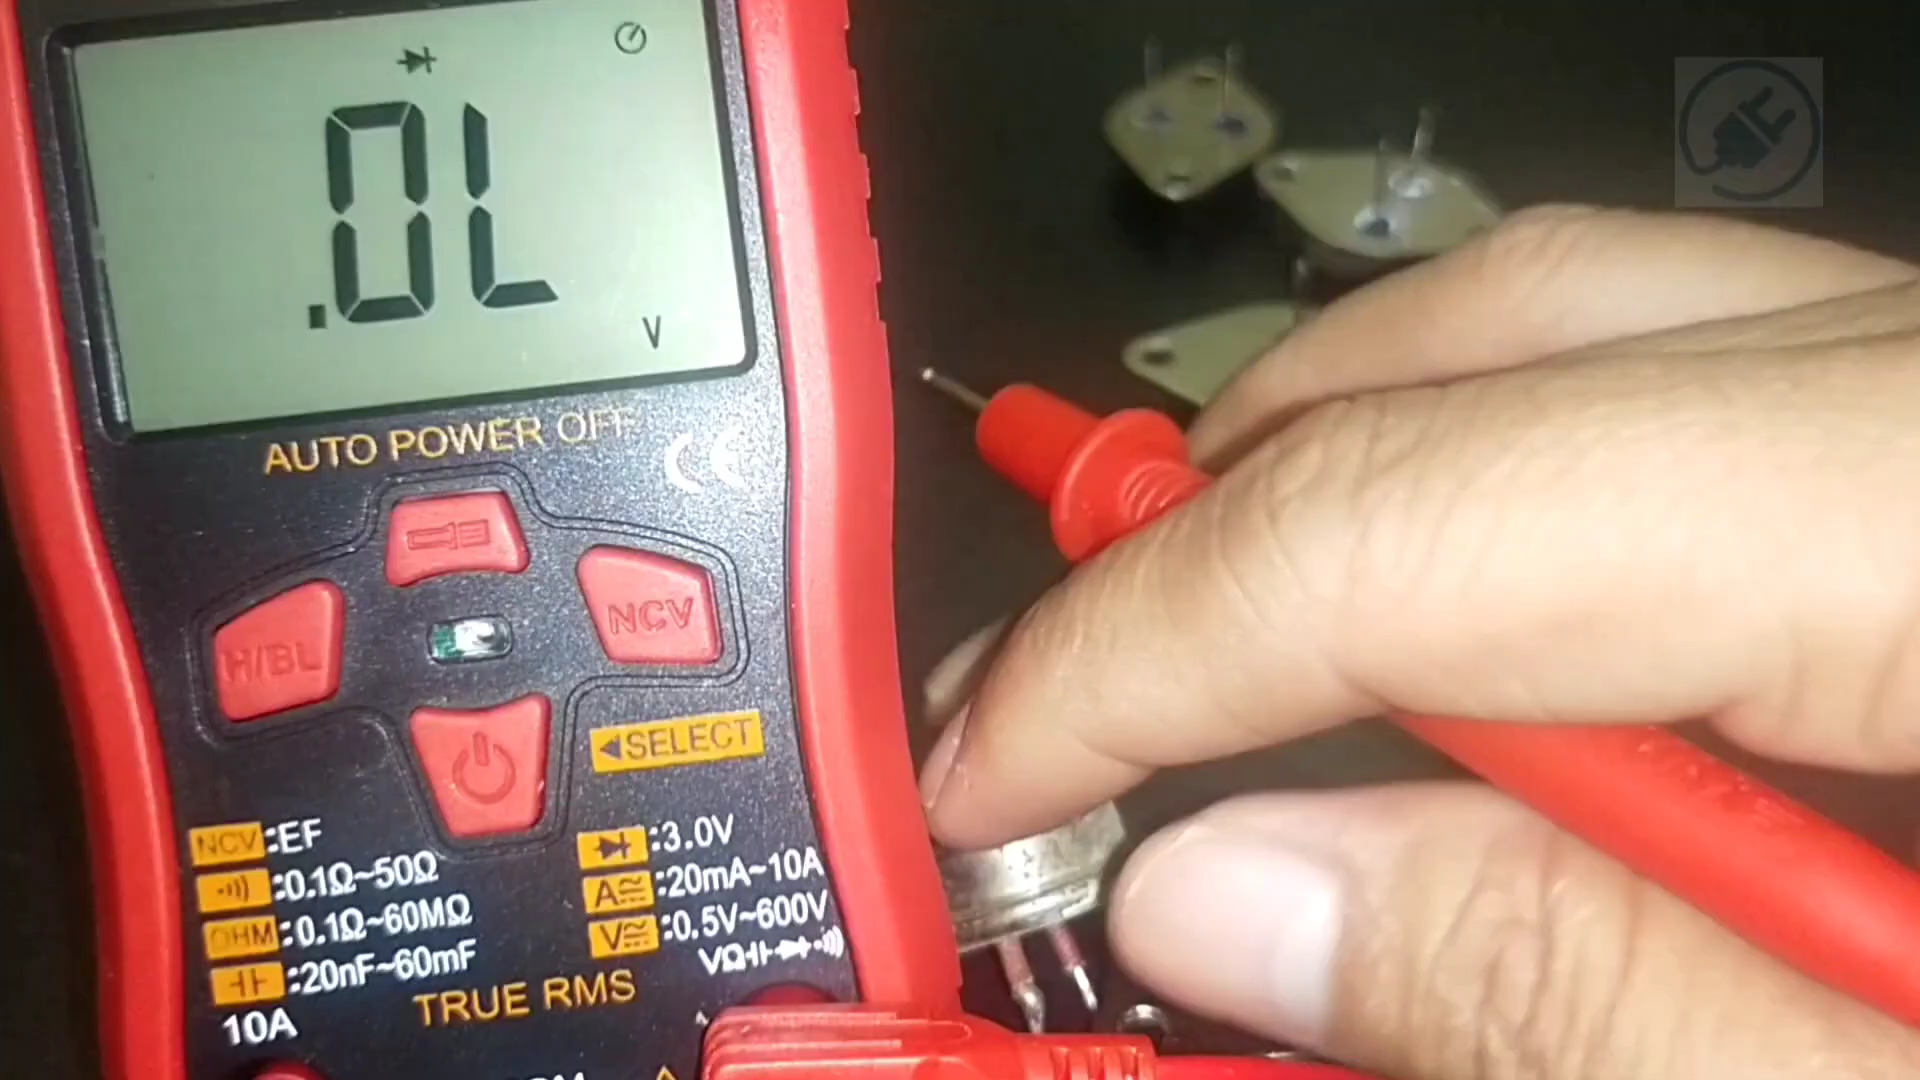 .0L
V
AUTO POWER OFF
CE
NCV
H/BL
SELECT
NCV:EF
:0.1Ω~50Ω
OHM:0.1Ω~60MΩ
:20nF~60mF
:3.0V
A:20mA~10A
V:0.5V~600V
VΩ
TRUE RMS
10A